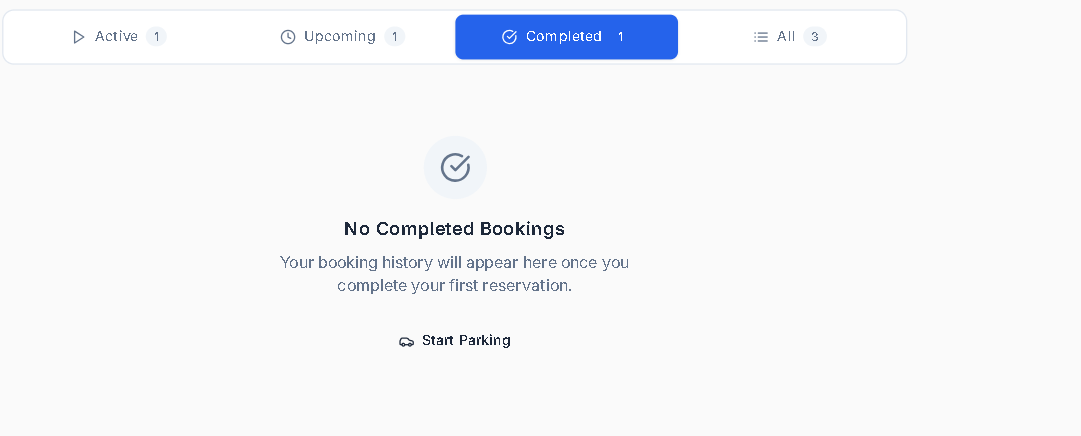 Active 1 Upcoming 1 Completed 1 All 3
No Completed Bookings
Your booking history will appear here once you
complete your first reservation.
Start Parking